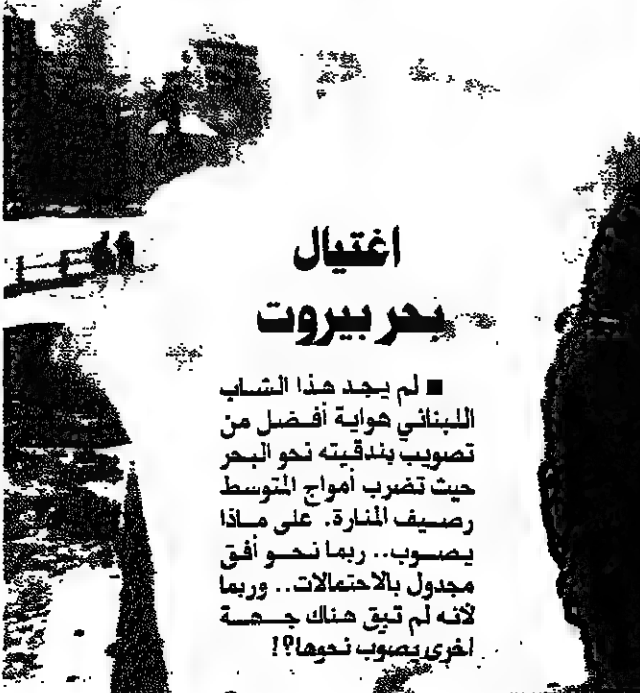 اغتيال
بحر بيروت
■ لم يجد هذا الشاب
اللبناني هواية أفضل من
تصويب بندقيته نحو البحر
حيث تضرب أمواج المتوسط
رصيف المنارة. على ماذا
يصوب.. ربما نحو أفق
مجدول بالاحتمالات.. وربما
لأنه لم تبق هناك جهة
اخرى يصوب نحوها؟!